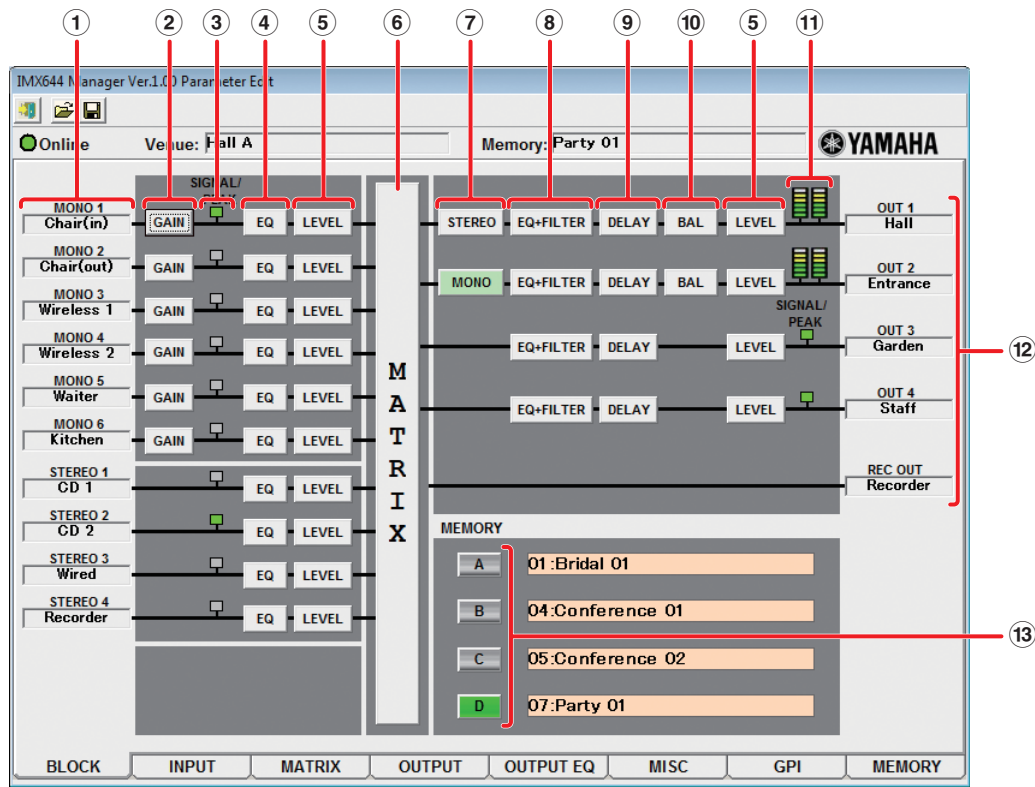 1 2 3 4 5 6 7 8 9 10 5 11
IMX644 Manager Ver.1.00 Parameter Edit
Online Venue: Hall A Memory: Party 01 YAMAHA
SIGNAL/
PEAK
MONO 1
Chair(in) GAIN EQ LEVEL
MONO 2
Chair(out) GAIN EQ LEVEL
MONO 3
Wireless 1 GAIN EQ LEVEL
MONO 4
Wireless 2 GAIN EQ LEVEL
MONO 5
Waiter GAIN EQ LEVEL
MONO 6
Kitchen GAIN EQ LEVEL
STEREO 1
CD 1 EQ LEVEL
STEREO 2
CD 2 EQ LEVEL
STEREO 3
Wired EQ LEVEL
STEREO 4
Recorder EQ LEVEL
MATRIX
STEREO EQ+FILTER DELAY BAL LEVEL
OUT 1
Hall
MONO EQ+FILTER DELAY BAL LEVEL
OUT 2
Entrance
SIGNAL/
PEAK
EQ+FILTER DELAY LEVEL
OUT 3
Garden
12
EQ+FILTER DELAY LEVEL
OUT 4
Staff
REC OUT
Recorder
MEMORY
A 01:Bridal 01
B 04:Conference 01
13
C 05:Conference 02
D 07:Party 01
BLOCK INPUT MATRIX OUTPUT OUTPUT EQ MISC GPI MEMORY